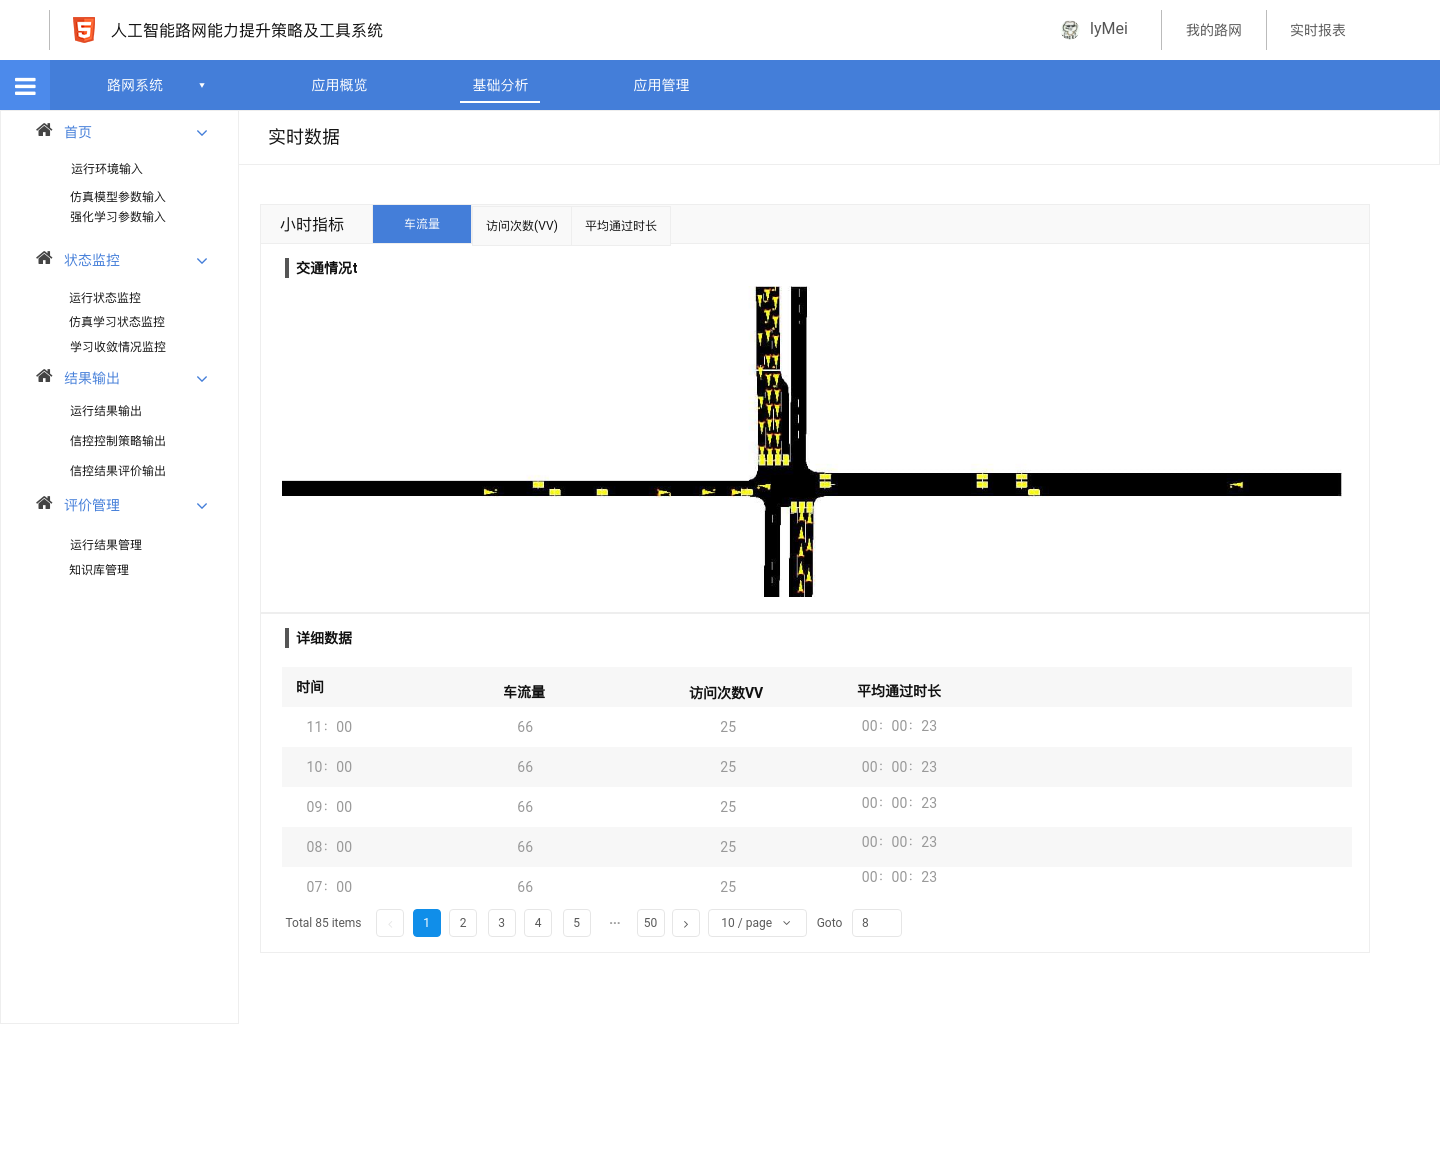 人工智能路网能力提升策略及工具系统
lyMei
我的路网
实时报表
路网系统
应用概览
基础分析
应用管理
首页
运行环境输入
仿真模型参数输入
强化学习参数输入
状态监控
运行状态监控
仿真学习状态监控
学习收敛情况监控
结果输出
运行结果输出
信控控制策略输出
信控结果评价输出
评价管理
运行结果管理
知识库管理
实时数据
小时指标
车流量
访问次数(VV)
平均通过时长
交通情况t
详细数据
时间 车流量 访问次数VV 平均通过时长
11：00 66 25 00：00：23
10：00 66 25 00：00：23
09：00 66 25 00：00：23
08：00 66 25 00：00：23
07：00 66 25 00：00：23
Total 85 items 1 2 3 4 5 ··· 50 10 / page Goto 8